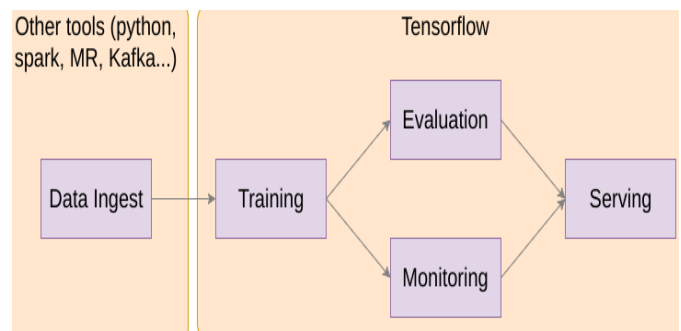 Other tools (python,
spark, MR, Kafka...)
Tensorflow
Data Ingest
Training
Evaluation
Monitoring
Serving